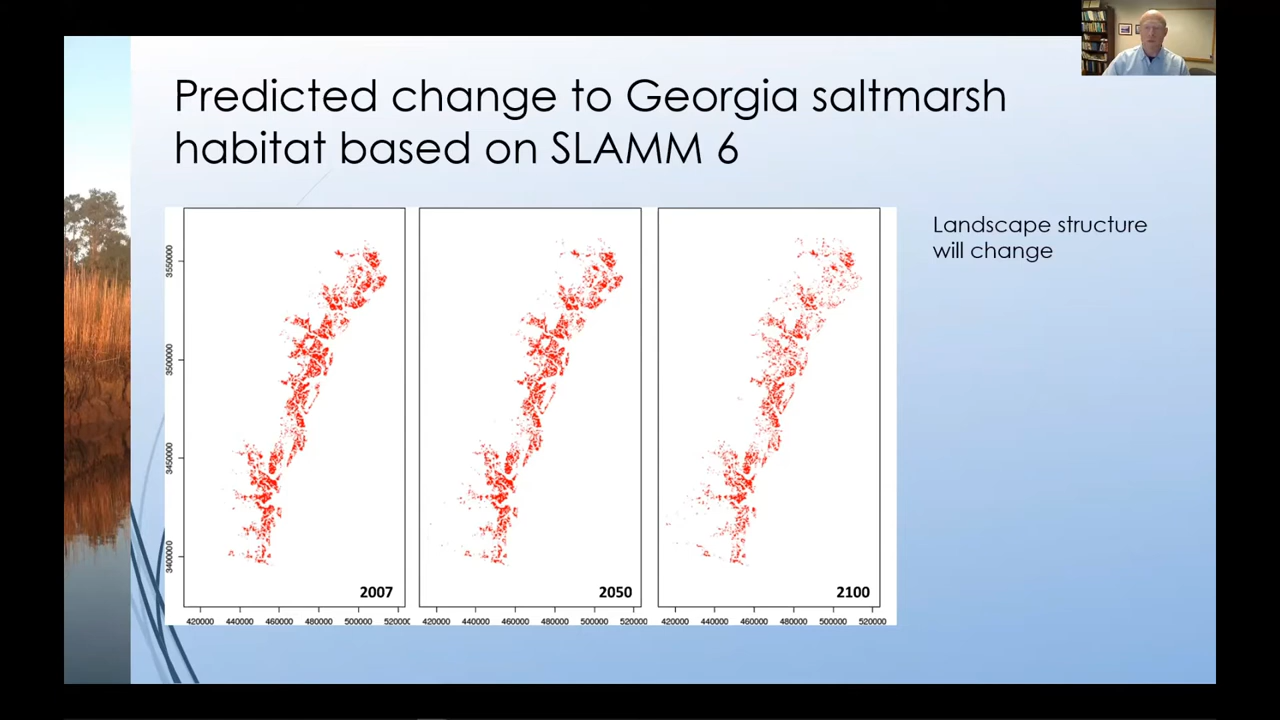 Predicted change to Georgia saltmarsh
habitat based on SLAMM 6
Landscape structure
will change
3550000
3500000
3450000
3400000
2007
2050
2100
420000 440000 460000 480000 500000 520000
420000 440000 460000 480000 500000 520000
420000 440000 460000 480000 500000 520000